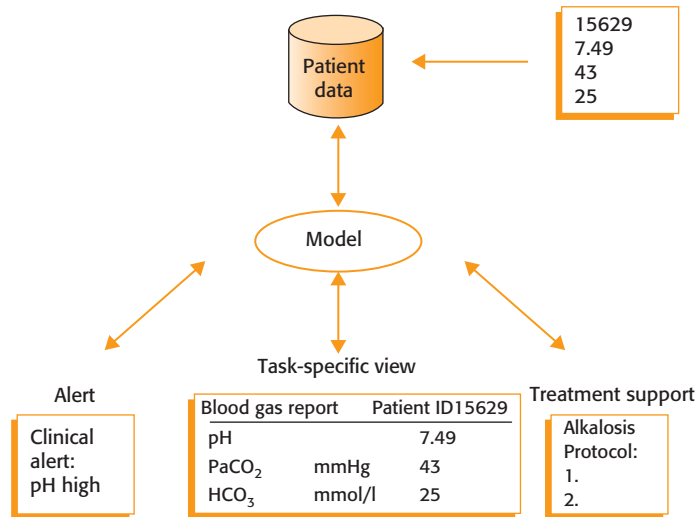 15629
7.49
43
25
Patient
data
Model
Task-specific view
Alert
Treatment support
Clinical
alert:
pH high
Blood gas report Patient ID15629
pH 7.49
PaCO₂ mmHg 43
HCO₃ mmol/l 25
Alkalosis
Protocol:
1.
2.